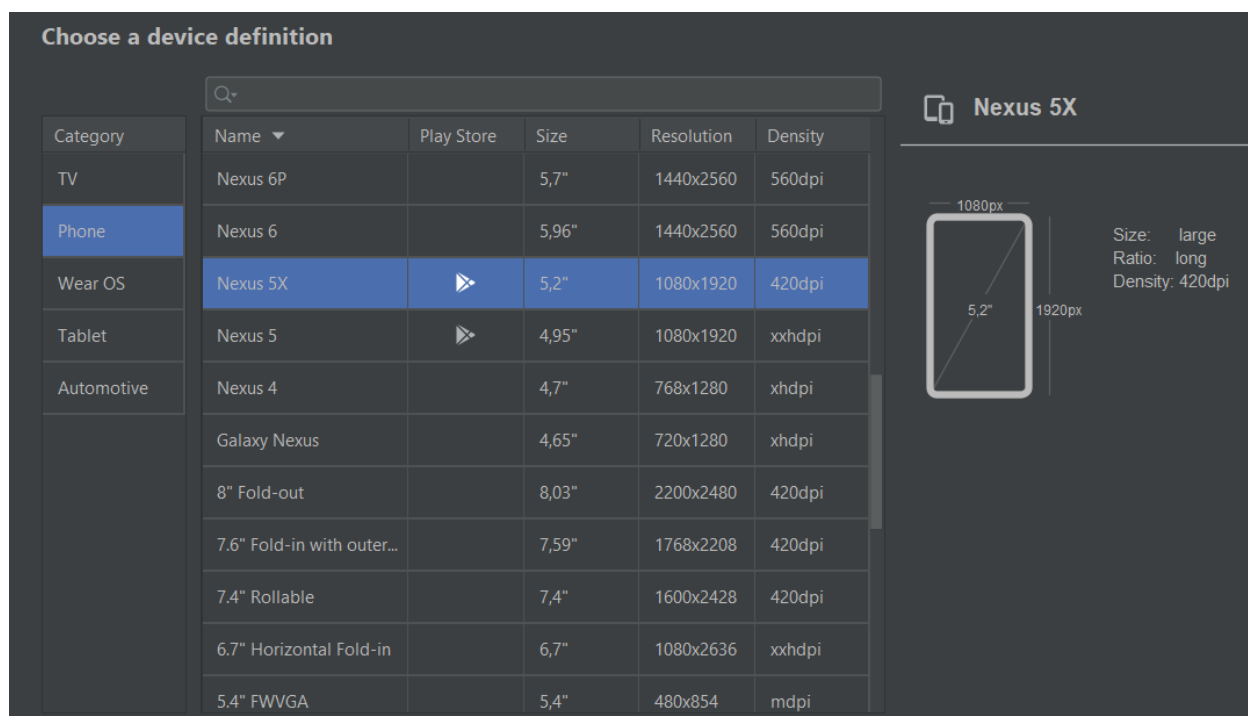 Choose a device definition
Category
TV
Phone
Wear OS
Tablet
Automotive
Name Play Store Size Resolution Density
Nexus 6P 5,7" 1440x2560 560dpi
Nexus 6 5,96" 1440x2560 560dpi
Nexus 5X 5,2" 1080x1920 420dpi
Nexus 5 4,95" 1080x1920 xxhdpi
Nexus 4 4,7" 768x1280 xhdpi
Galaxy Nexus 4,65" 720x1280 xhdpi
8" Fold-out 8,03" 2200x2480 420dpi
7.6" Fold-in with outer... 7,59" 1768x2208 420dpi
7.4" Rollable 7,4" 1600x2428 420dpi
6.7" Horizontal Fold-in 6,7" 1080x2636 xxhdpi
5.4" FWVGA 5,4" 480x854 mdpi
Nexus 5X
1080px
5,2"
1920px
Size: large
Ratio: long
Density: 420dpi